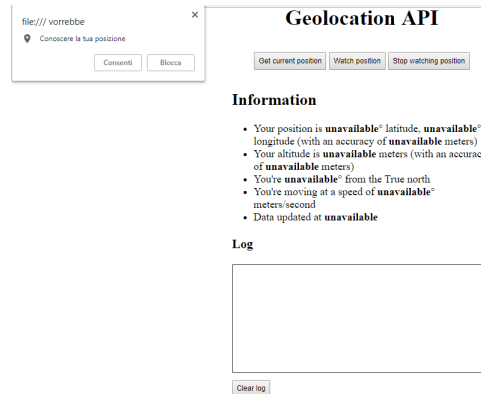 file:/// vorrebbe
Conoscere la tua posizione
Consenti Blocca
Geolocation API
Get current position Watch position Stop watching position
Information
• Your position is unavailable° latitude, unavailable°
longitude (with an accuracy of unavailable meters)
• Your altitude is unavailable meters (with an accurac
of unavailable meters)
• You're unavailable° from the True north
• You're moving at a speed of unavailable°
meters/second
• Data updated at unavailable
Log
Clear log